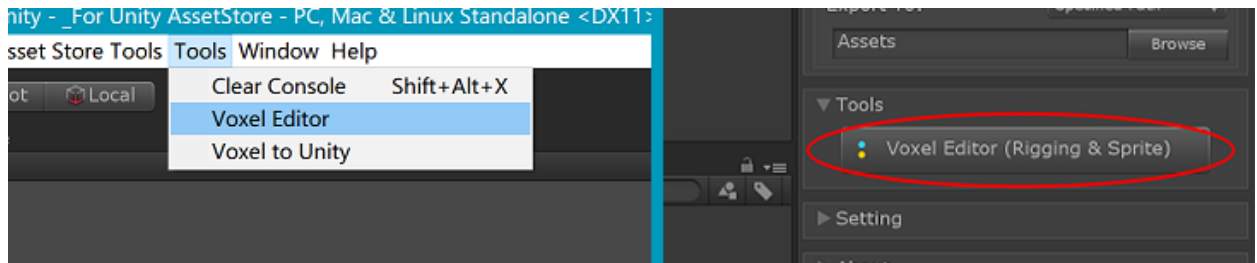 nity - _For Unity AssetStore - PC, Mac & Linux Standalone <DX11>
sset Store Tools Tools Window Help
ot Local
Clear Console Shift+Alt+X
Voxel Editor
Voxel to Unity
Assets Browse
Tools
Voxel Editor (Rigging & Sprite)
Setting